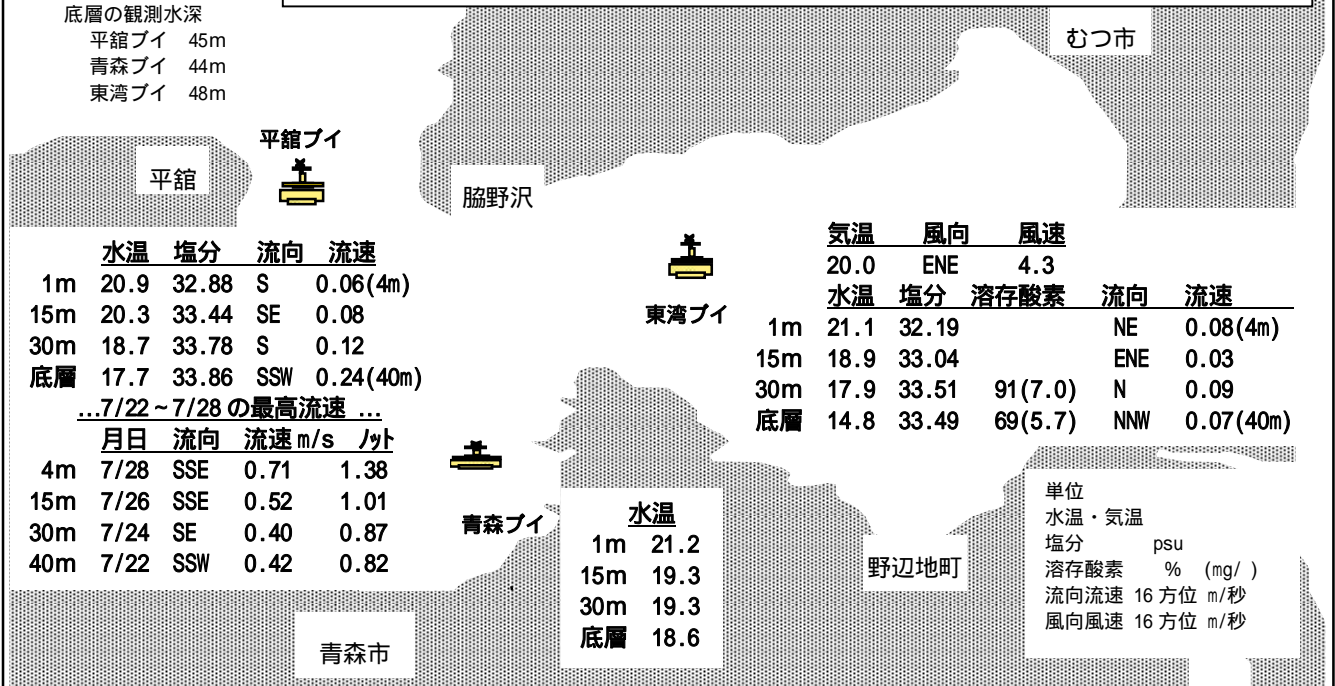 底層の観測水深
平舘ブイ 45m
青森ブイ 44m
東湾ブイ 48m
むつ市
平舘ブイ
平舘
脇野沢
水温 塩分 流向 流速
1m 20.9 32.88 S 0.06(4m)
15m 20.3 33.44 SE 0.08
30m 18.7 33.78 S 0.12
底層 17.7 33.86 SSW 0.24(40m)
...7/22~7/28の最高流速 ...
月日 流向 流速m/s ノット
4m 7/28 SSE 0.71 1.38
15m 7/26 SSE 0.52 1.01
30m 7/24 SE 0.40 0.87
40m 7/22 SSW 0.42 0.82
東湾ブイ
気温 風向 風速
20.0 ENE 4.3
水温 塩分 溶存酸素 流向 流速
1m 21.1 32.19 NE 0.08(4m)
15m 18.9 33.04 ENE 0.03
30m 17.9 33.51 91(7.0) N 0.09
底層 14.8 33.49 69(5.7) NNW 0.07(40m)
青森ブイ
水温
1m 21.2
15m 19.3
30m 19.3
底層 18.6
野辺地町
単位
水温・気温
塩分 psu
溶存酸素 % (mg/ )
流向流速 16方位 m/秒
風向風速 16方位 m/秒
青森市